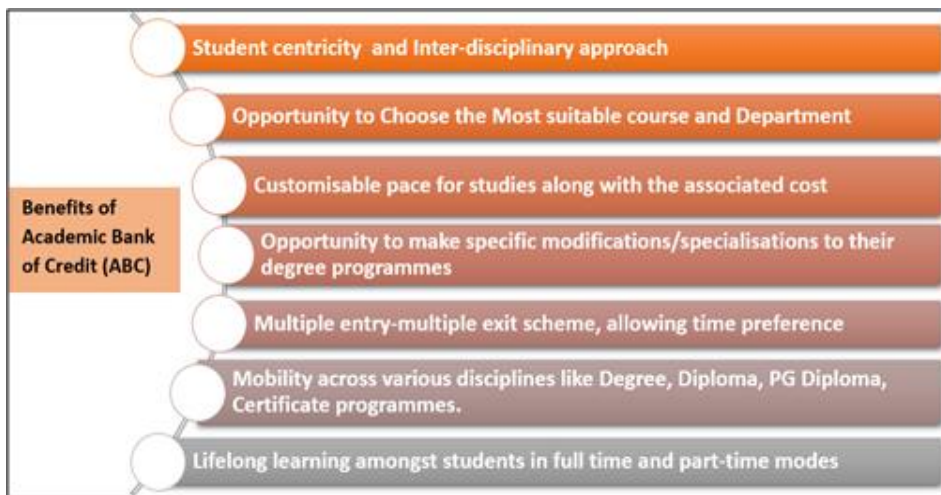 Student centricity and Inter-disciplinary approach
Opportunity to Choose the Most suitable course and Department
Customisable pace for studies along with the associated cost
Benefits of
Academic Bank
of Credit (ABC)
Opportunity to make specific modifications/specialisations to their
degree programmes
Multiple entry-multiple exit scheme, allowing time preference
Mobility across various disciplines like Degree, Diploma, PG Diploma,
Certificate programmes.
Lifelong learning amongst students in full time and part-time modes